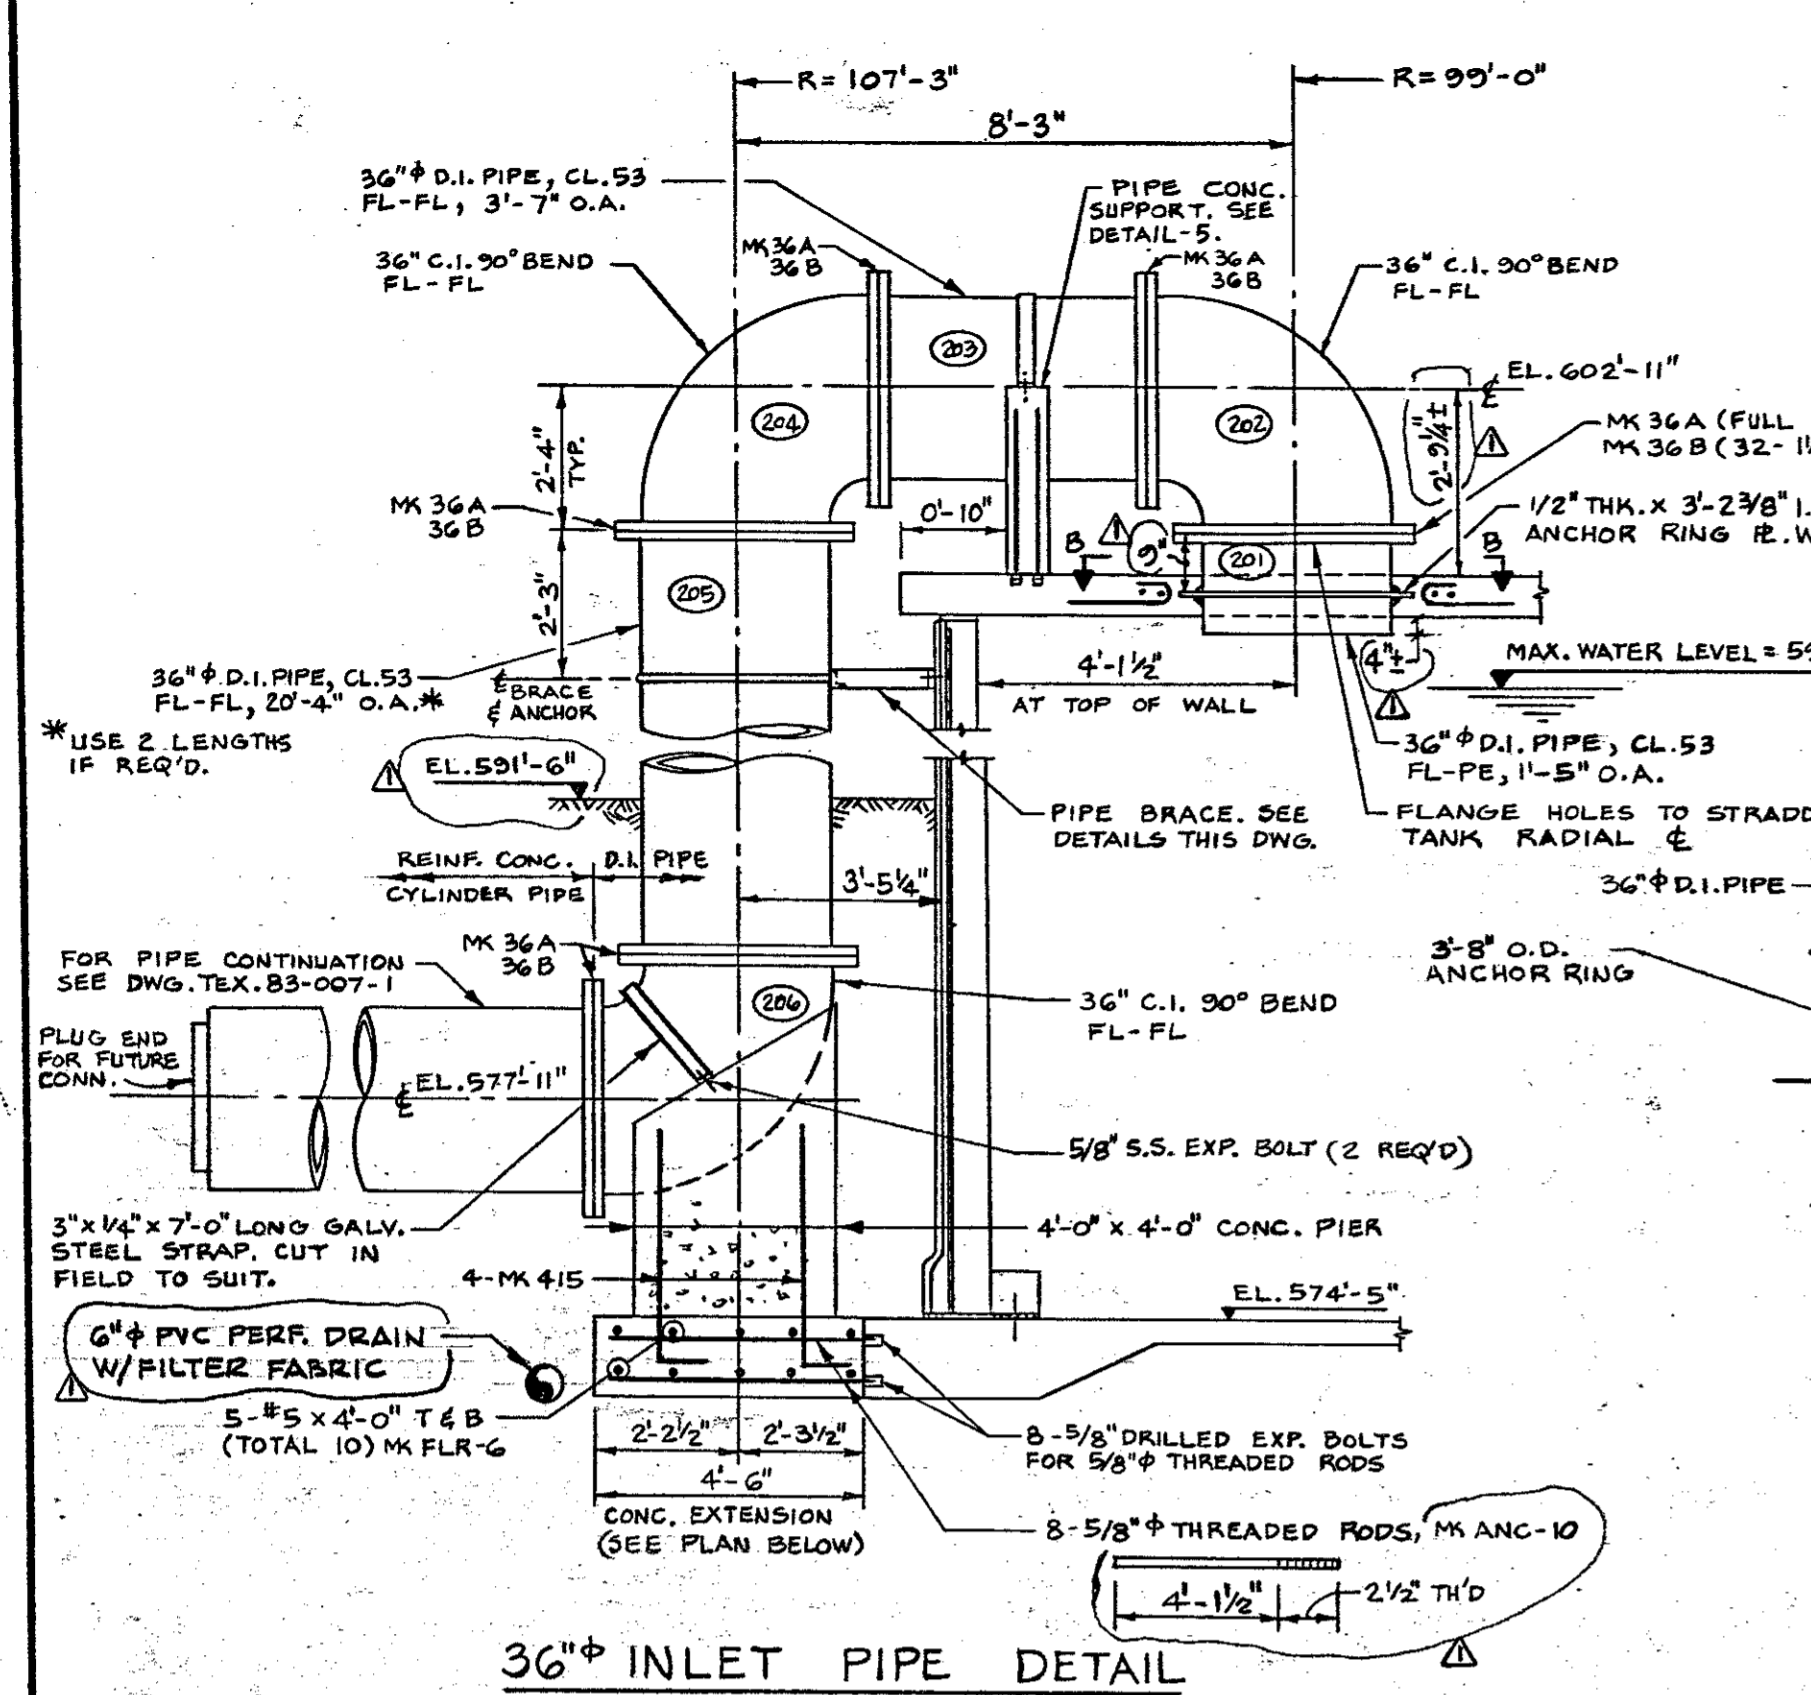 R= 107'-3"
R= 99'-0"
8'-3"
36"ϕ D.I. PIPE, CL.53
FL-FL, 3'-7" O.A.
PIPE CONC.
SUPPORT. SEE
DETAIL-5.
36" C.I. 90° BEND
FL-FL
MK 36A
36B
MK 36A
36B
36" C.I. 90° BEND
FL-FL
203
℄ EL. 602'-11"
204
202
2'-4"
TYP.
2'-9¼"±
1
MK 36A (FULL
MK 36B (32-
MK 36A
36B
0'-10"
1
9"
B
201
B
1/2" THK. x 3'-2 3/8" I.
ANCHOR RING PL.
205
2'-3"
36"ϕ D.I. PIPE, CL.53
FL-FL, 20'-4" O.A.*
℄ BRACE
& ANCHOR
4'-1½"
AT TOP OF WALL
4"±
1
MAX. WATER LEVEL = 59
*USE 2 LENGTHS
IF REQ'D.
1
EL. 591'-6"
36"ϕ D.I. PIPE, CL.53
FL-PE, 1'-5" O.A.
PIPE BRACE. SEE
DETAILS THIS DWG.
FLANGE HOLES TO STRADD
TANK RADIAL ℄
REINF. CONC.
CYLINDER PIPE
D.I. PIPE
3'-5¼"
36"ϕ D.I. PIPE
MK 36A
36B
FOR PIPE CONTINUATION
SEE DWG. TEX. 83-007-1
3'-8" O.D.
ANCHOR RING
206
36" C.I. 90° BEND
FL-FL
PLUG END
FOR FUTURE
CONN.
℄ EL. 577'-11"
5/8" S.S. EXP. BOLT (2 REQ'D)
3" x 1/4" x 7'-0" LONG GALV.
STEEL STRAP. CUT IN
FIELD TO SUIT.
4'-0" x 4'-0" CONC. PIER
4-MK 415
EL. 574'-5"
6"ϕ PVC PERF. DRAIN
W/FILTER FABRIC
1
5-#5 x 4'-0" T & B
(TOTAL 10) MK FLR-6
2'-2½"
2'-3½"
4'-6"
CONC. EXTENSION
(SEE PLAN BELOW)
8-5/8" DRILLED EXP. BOLTS
FOR 5/8"ϕ THREADED RODS
8-5/8"ϕ THREADED RODS, MK ANC-10
4'-1½"
2½" TH'D
1
36"ϕ INLET PIPE DETAIL